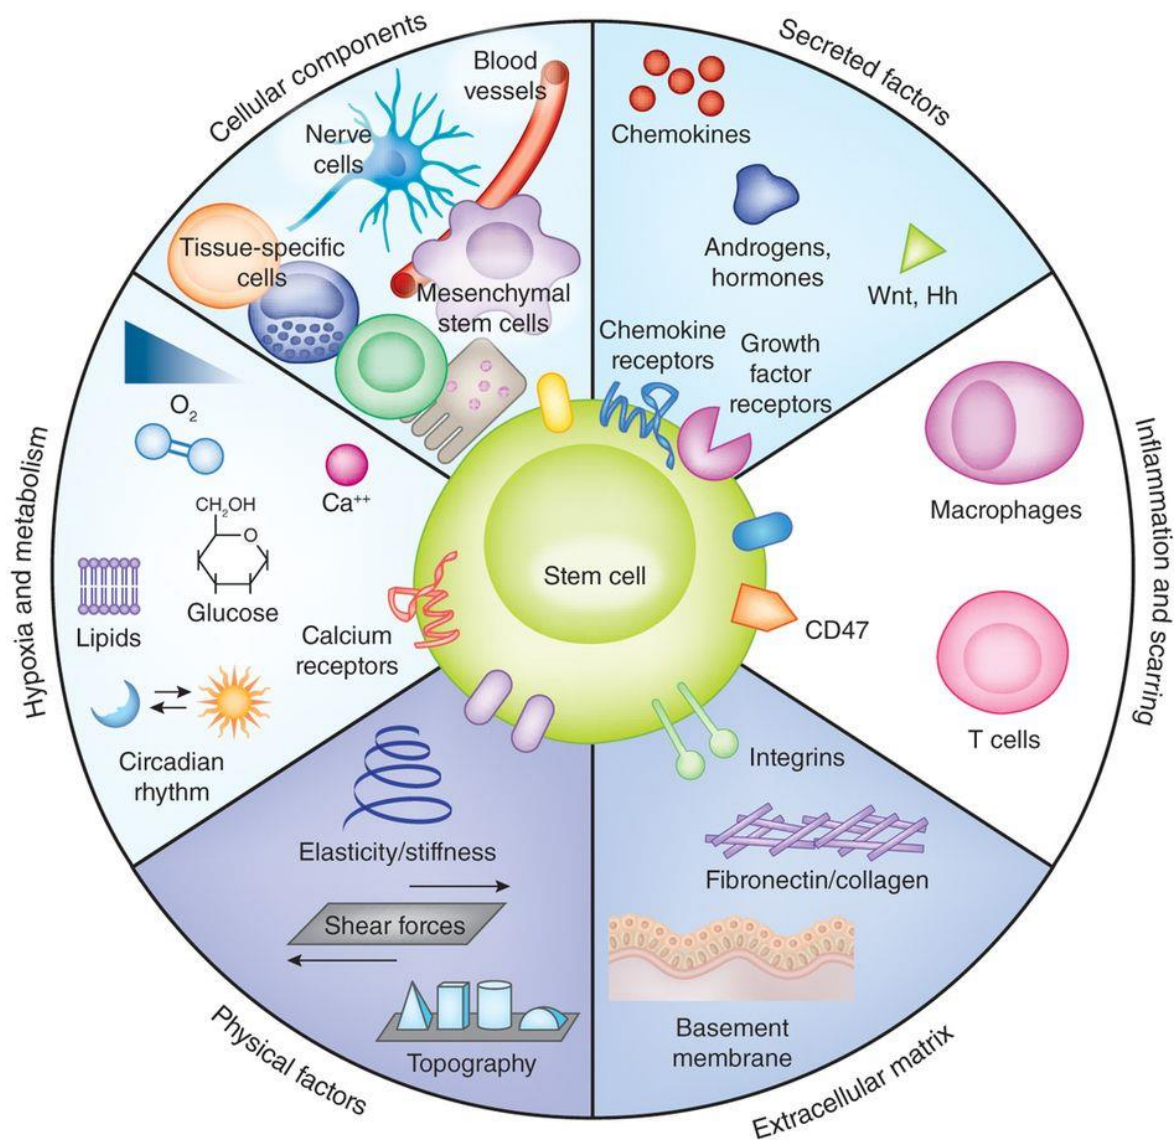 Cellular components
Blood
vessels
Nerve
cells
Tissue-specific
cells
Mesenchymal
stem cells
Secreted factors
Chemokines
Androgens,
hormones
Wnt, Hh
Chemokine
receptors
Growth
factor
receptors
Inflammation and scarring
Macrophages
CD47
T cells
Extracellular matrix
Integrins
Fibronectin/collagen
Basement
membrane
Physical factors
Elasticity/stiffness
Shear forces
Topography
Hypoxia and metabolism
O₂
Ca⁺⁺
CH₂OH
O
Glucose
Lipids
Calcium
receptors
Circadian
rhythm
Stem cell